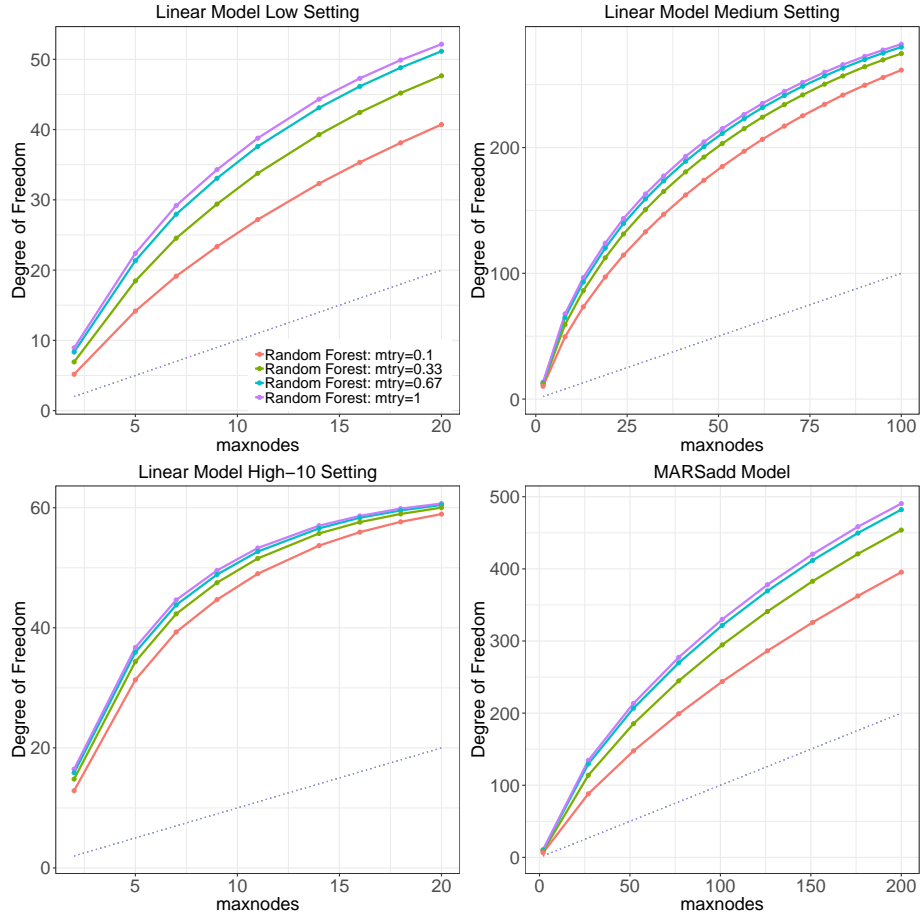 Linear Model Low Setting
Degree of Freedom
50
40
30
20
10
0
Random Forest: mtry=0.1
Random Forest: mtry=0.33
Random Forest: mtry=0.67
Random Forest: mtry=1
5 10 15 20
maxnodes
Linear Model Medium Setting
Degree of Freedom
200
100
0
0 25 50 75 100
maxnodes
Linear Model High−10 Setting
Degree of Freedom
60
40
20
0
5 10 15 20
maxnodes
MARSadd Model
Degree of Freedom
500
400
300
200
100
0
0 50 100 150 200
maxnodes